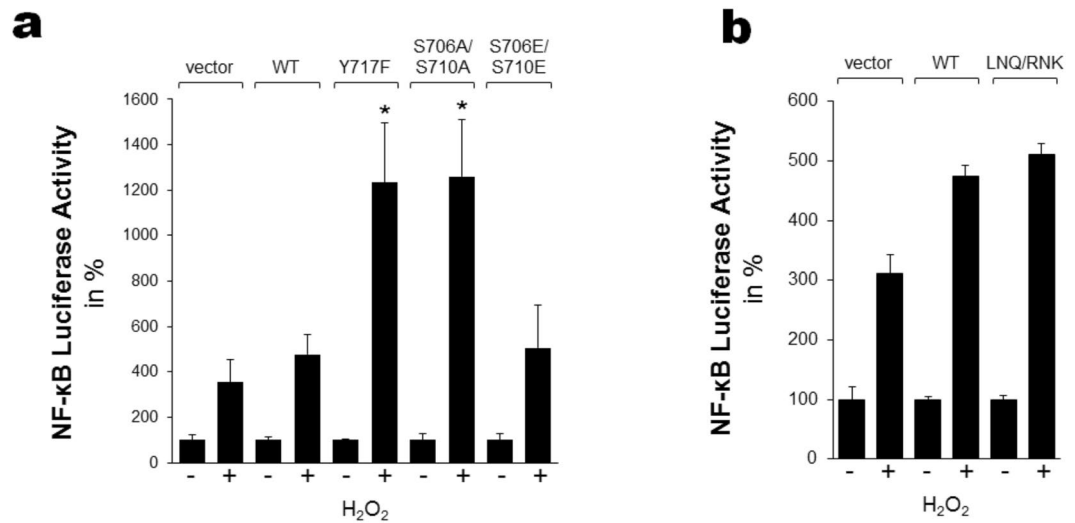 a
vector WT Y717F S706A/ S710A S706E/ S710E
NF-κB Luciferase Activity
in %
1600
1400
1200
1000
800
600
400
200
0
* *
- + - + - + - + - +
H₂O₂
b
vector WT LNQ/RNK
NF-κB Luciferase Activity
in %
600
500
400
300
200
100
0
- + - + - +
H₂O₂